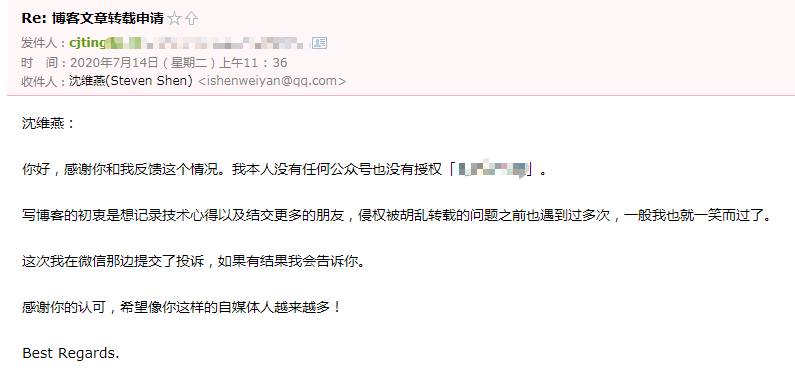 Re: 博客文章转载申请
发件人：cjting
时　间：2020年7月14日 ( 星期二 ) 上午11：36
收件人：沈维燕(Steven Shen) <ishenweiyan@qq.com>
沈维燕：
你好，感谢你和我反馈这个情况。我本人没有任何公众号也没有授权「」。
写博客的初衷是想记录技术心得以及结交更多的朋友，侵权被胡乱转载的问题之前也遇到过多次，一般我也就一笑而过了。
这次我在微信那边提交了投诉，如果有结果我会告诉你。
感谢你的认可，希望像你这样的自媒体人越来越多！
Best Regards.